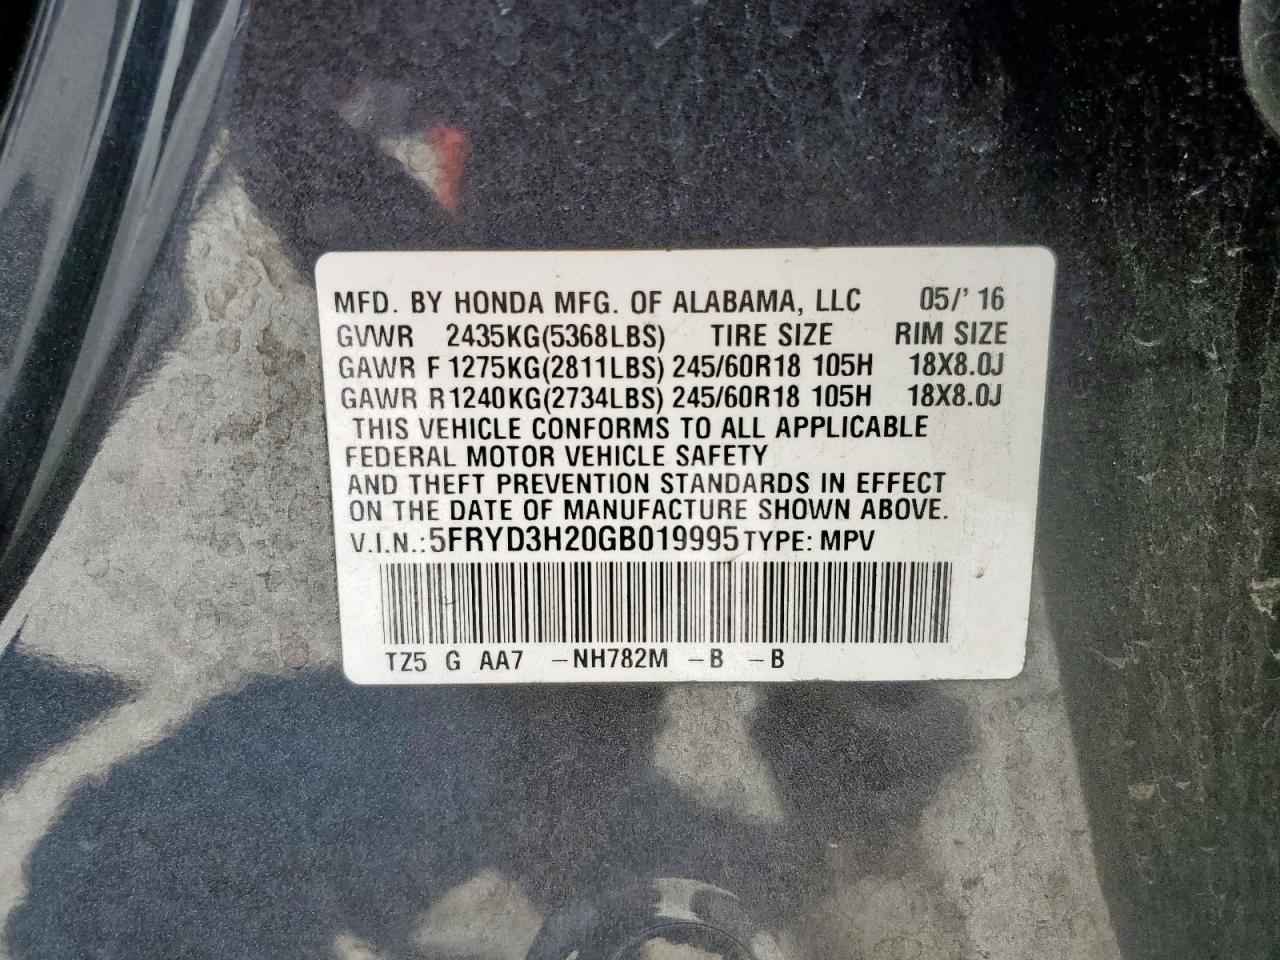 MFD. BY HONDA MFG. OF ALABAMA, LLC 05/' 16
GVWR 2435KG(5368LBS) TIRE SIZE RIM SIZE
GAWR F 1275KG(2811LBS) 245/60R18 105H 18X8.0J
GAWR R 1240KG(2734LBS) 245/60R18 105H 18X8.0J
THIS VEHICLE CONFORMS TO ALL APPLICABLE
FEDERAL MOTOR VEHICLE SAFETY
AND THEFT PREVENTION STANDARDS IN EFFECT
ON THE DATE OF MANUFACTURE SHOWN ABOVE.
V.I.N.:5FRYD3H20GB019995 TYPE: MPV
TZ5 G AA7 -NH782M -B -B